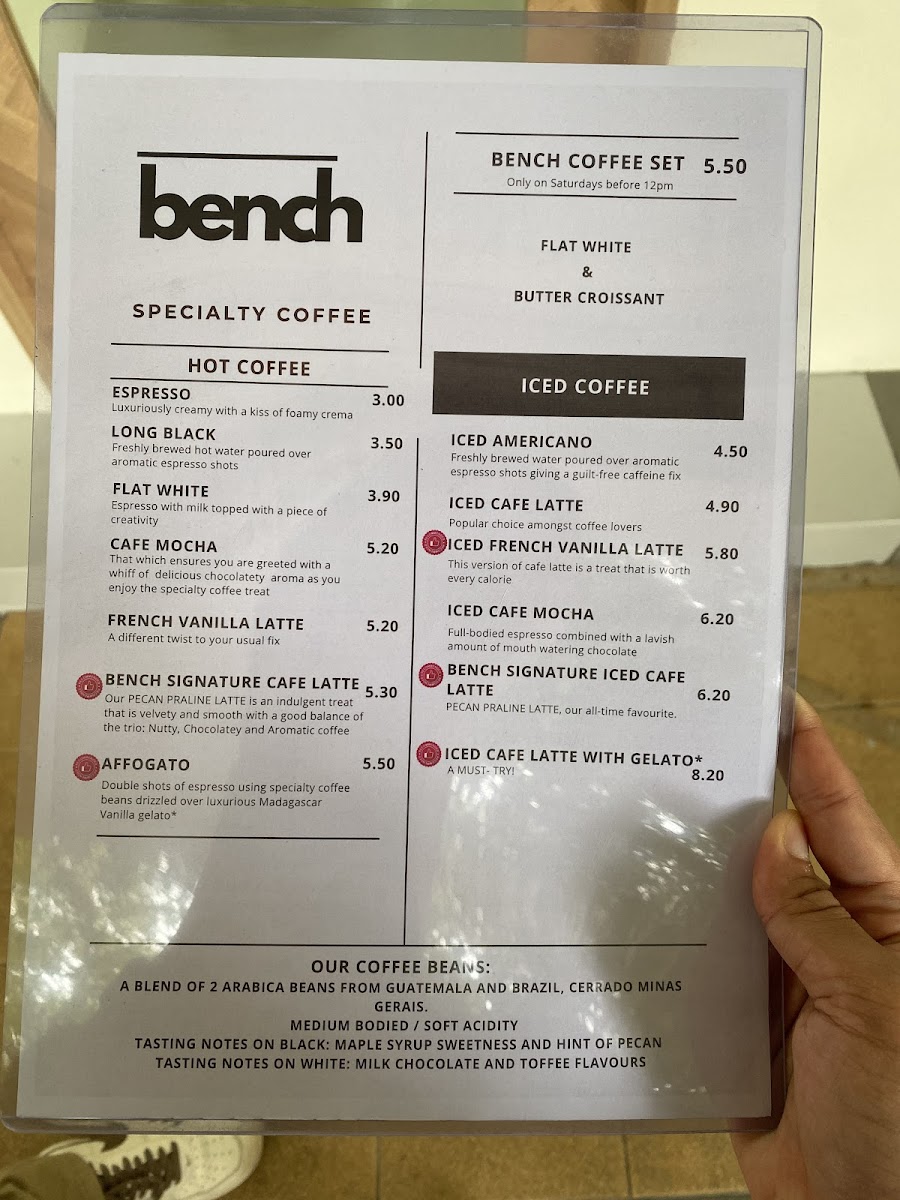 bench
SPECIALTY COFFEE
HOT COFFEE
ESPRESSO 3.00
Luxuriously creamy with a kiss of foamy crema
LONG BLACK 3.50
Freshly brewed hot water poured over
aromatic espresso shots
FLAT WHITE 3.90
Espresso with milk topped with a piece of
creativity
CAFE MOCHA 5.20
That which ensures you are greeted with a
whiff of delicious chocolatety aroma as you
enjoy the specialty coffee treat
FRENCH VANILLA LATTE 5.20
A different twist to your usual fix
BENCH SIGNATURE CAFE LATTE 5.30
Our PECAN PRALINE LATTE is an indulgent treat
that is velvety and smooth with a good balance of
the trio: Nutty, Chocolatey and Aromatic coffee
AFFOGATO 5.50
Double shots of espresso using specialty coffee
beans drizzled over luxurious Madagascar
Vanilla gelato*
BENCH COFFEE SET 5.50
Only on Saturdays before 12pm
FLAT WHITE
&
BUTTER CROISSANT
ICED COFFEE
ICED AMERICANO 4.50
Freshly brewed water poured over aromatic
espresso shots giving a guilt-free caffeine fix
ICED CAFE LATTE 4.90
Popular choice amongst coffee lovers
ICED FRENCH VANILLA LATTE 5.80
This version of cafe latte is a treat that is worth
every calorie
ICED CAFE MOCHA 6.20
Full-bodied espresso combined with a lavish
amount of mouth watering chocolate
BENCH SIGNATURE ICED CAFE
LATTE 6.20
PECAN PRALINE LATTE, our all-time favourite.
ICED CAFE LATTE WITH GELATO*
A MUST- TRY! 8.20
OUR COFFEE BEANS:
A BLEND OF 2 ARABICA BEANS FROM GUATEMALA AND BRAZIL, CERRADO MINAS
GERAIS.
MEDIUM BODIED / SOFT ACIDITY
TASTING NOTES ON BLACK: MAPLE SYRUP SWEETNESS AND HINT OF PECAN
TASTING NOTES ON WHITE: MILK CHOCOLATE AND TOFFEE FLAVOURS